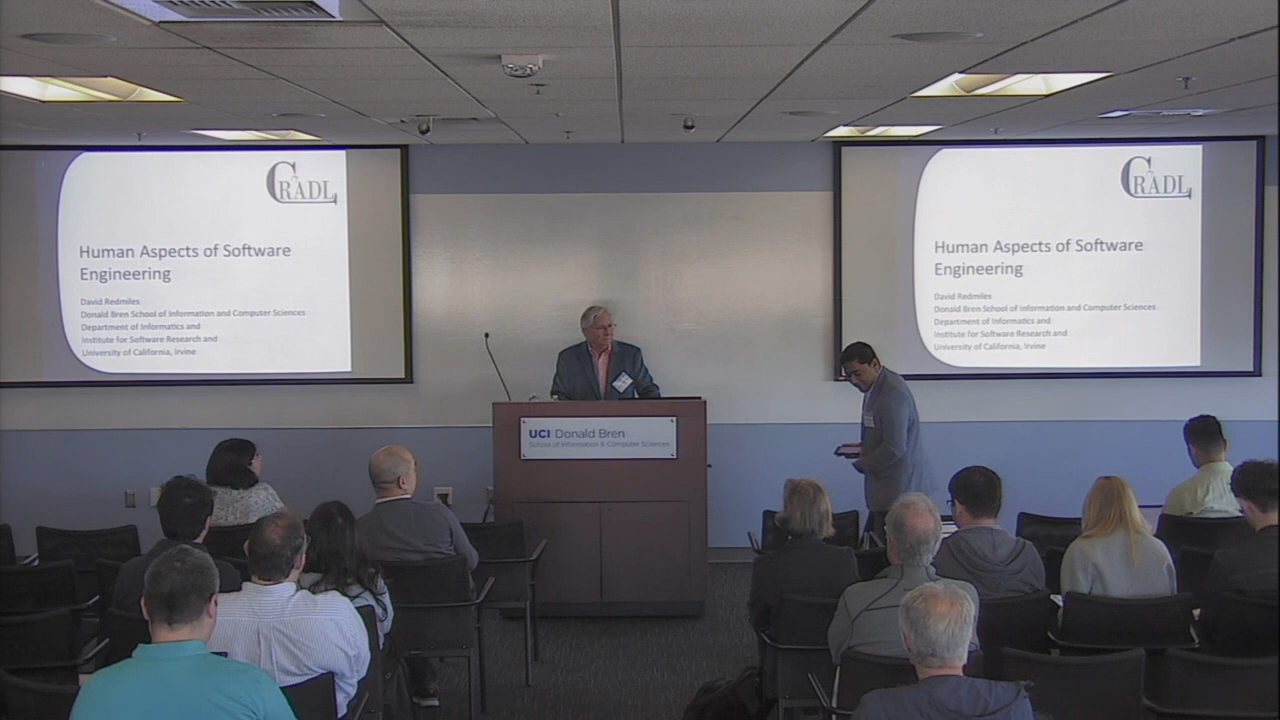 CRADL
Human Aspects of Software
Engineering
David Redmiles
Donald Bren School of Information and Computer Sciences
Department of Informatics and
Institute for Software Research and
University of California, Irvine
UCI Donald Bren
School of Information & Computer Sciences
CRADL
Human Aspects of Software
Engineering
David Redmiles
Donald Bren School of Information and Computer Sciences
Department of Informatics and
Institute for Software Research and
University of California, Irvine